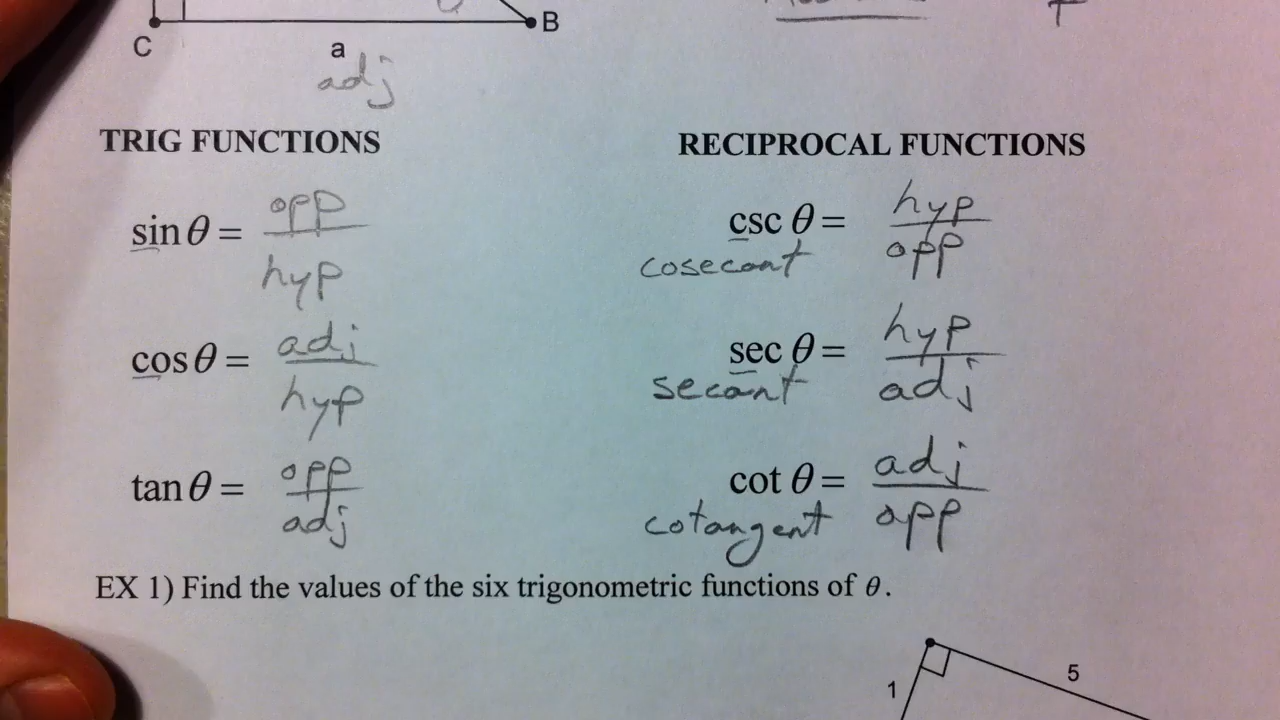 C
B
a
adj
TRIG FUNCTIONS
sin θ = opp
hyp
cos θ = adj
hyp
tan θ = opp
adj
RECIPROCAL FUNCTIONS
csc θ = hyp
cosecant opp
sec θ = hyp
secant adj
cot θ = adj
cotangent opp
EX 1) Find the values of the six trigonometric functions of θ.
1
5